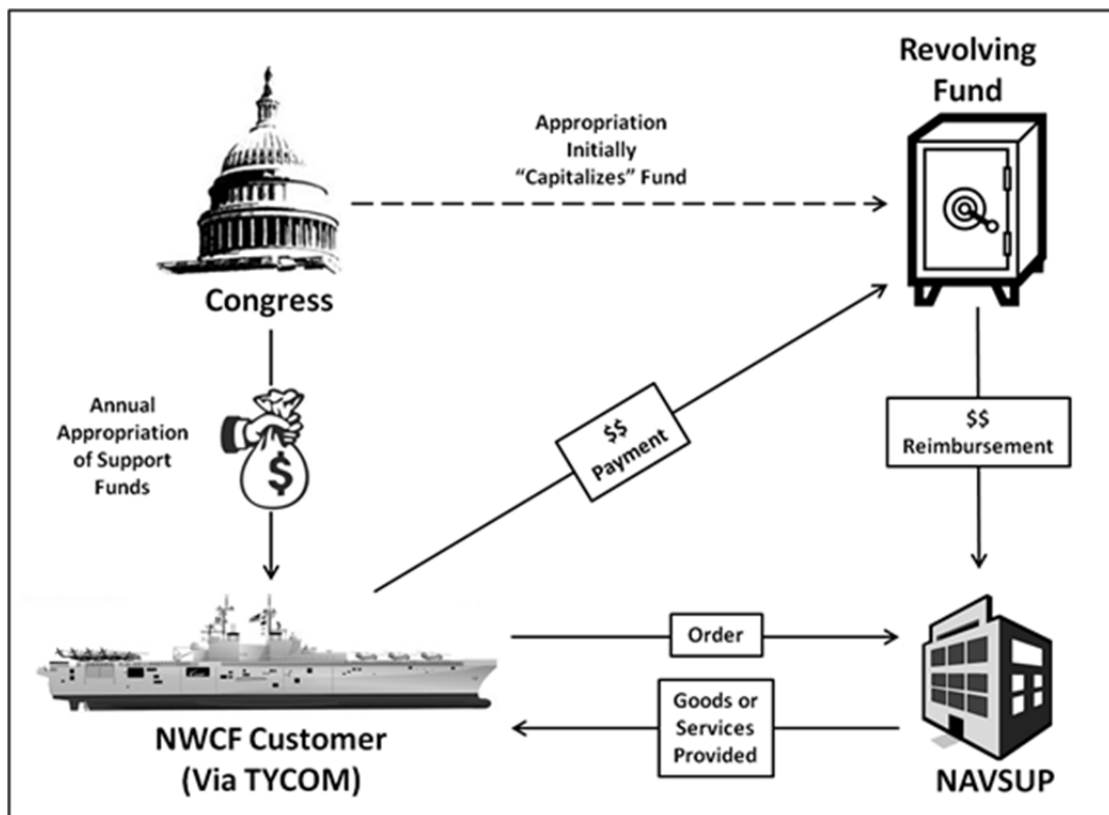 Revolving
Fund
Appropriation
Initially
“Capitalizes” Fund
Congress
Annual
Appropriation
of Support
Funds
$
$$
Payment
$$
Reimbursement
Order
Goods or
Services
Provided
NWCF Customer
(Via TYCOM)
NAVSUP